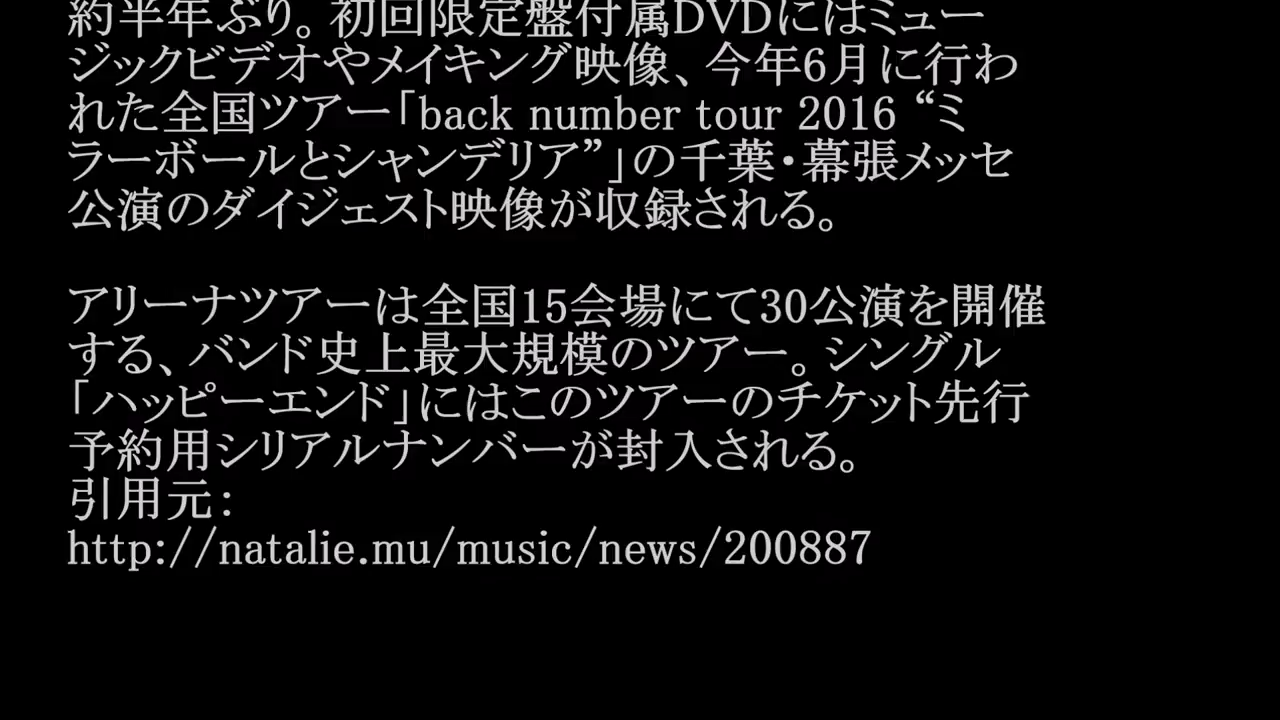 約半年ぶり。初回限定盤付属DVDにはミュー
ジックビデオやメイキング映像、今年6月に行わ
れた全国ツアー「back number tour 2016 “ミ
ラーボールとシャンデリア”」の千葉・幕張メッセ
公演のダイジェスト映像が収録される。
アリーナツアーは全国15会場にて30公演を開催
する、バンド史上最大規模のツアー。シングル
「ハッピーエンド」にはこのツアーのチケット先行
予約用シリアルナンバーが封入される。
引用元：
http://natalie.mu/music/news/200887